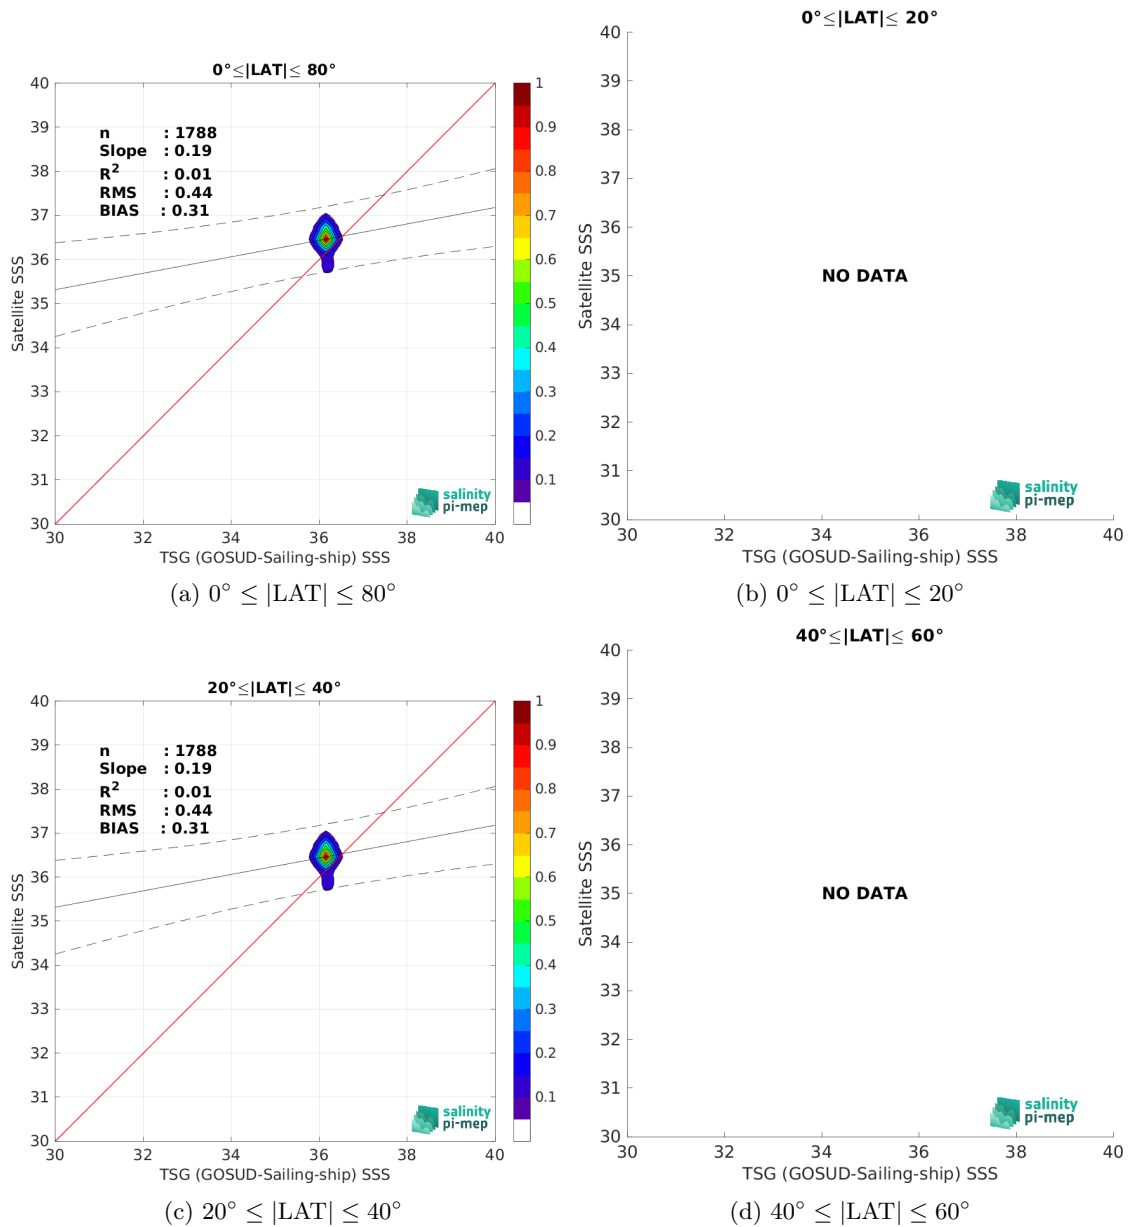 0°≤|LAT|≤ 80°
40
39
38
37
36
35
34
33
32
31
30
Satellite SSS
n : 1788
Slope : 0.19
R² : 0.01
RMS : 0.44
BIAS : 0.31
1
0.9
0.8
0.7
0.6
0.5
0.4
0.3
0.2
0.1
salinity
pi-mep
30 32 34 36 38 40
TSG (GOSUD-Sailing-ship) SSS
(a) 0° ≤ |LAT| ≤ 80°
0°≤|LAT|≤ 20°
40
39
38
37
36
35
34
33
32
31
30
Satellite SSS
NO DATA
salinity
pi-mep
30 32 34 36 38 40
TSG (GOSUD-Sailing-ship) SSS
(b) 0° ≤ |LAT| ≤ 20°
20°≤|LAT|≤ 40°
40
39
38
37
36
35
34
33
32
31
30
Satellite SSS
n : 1788
Slope : 0.19
R² : 0.01
RMS : 0.44
BIAS : 0.31
1
0.9
0.8
0.7
0.6
0.5
0.4
0.3
0.2
0.1
salinity
pi-mep
30 32 34 36 38 40
TSG (GOSUD-Sailing-ship) SSS
(c) 20° ≤ |LAT| ≤ 40°
40°≤|LAT|≤ 60°
40
39
38
37
36
35
34
33
32
31
30
Satellite SSS
NO DATA
salinity
pi-mep
30 32 34 36 38 40
TSG (GOSUD-Sailing-ship) SSS
(d) 40° ≤ |LAT| ≤ 60°